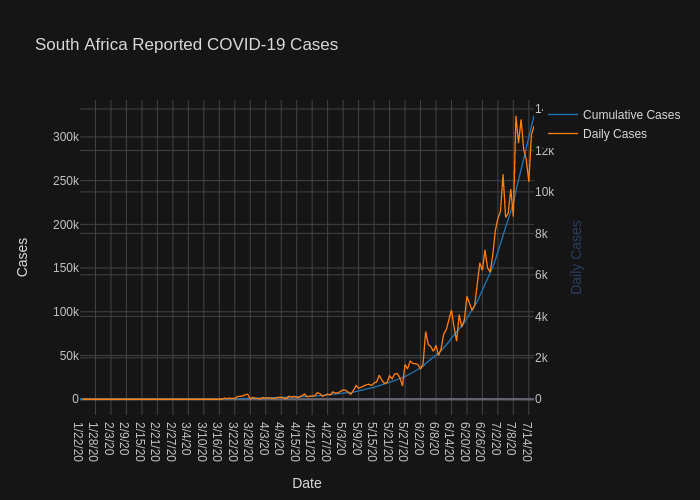 South Africa Reported COVID-19 Cases
Cumulative Cases
Daily Cases
300k
250k
200k
150k
100k
50k
0
12k
10k
8k
6k
4k
2k
0
Cases
Daily Cases
1/22/20
1/28/20
2/3/20
2/9/20
2/15/20
2/21/20
2/27/20
3/4/20
3/10/20
3/16/20
3/22/20
3/28/20
4/3/20
4/9/20
4/15/20
4/21/20
4/27/20
5/3/20
5/9/20
5/15/20
5/21/20
5/27/20
6/2/20
6/8/20
6/14/20
6/20/20
6/26/20
7/2/20
7/8/20
7/14/20
Date